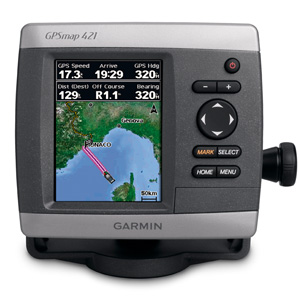 GPSmap 421
GPS Speed Arrive GPS Hdg
17.3 19:29 320
Dist (Dest) Off Course Bearing
129 R1.1 320
Genova
MONACO
50km
- +
MARK SELECT
HOME MENU
GARMIN